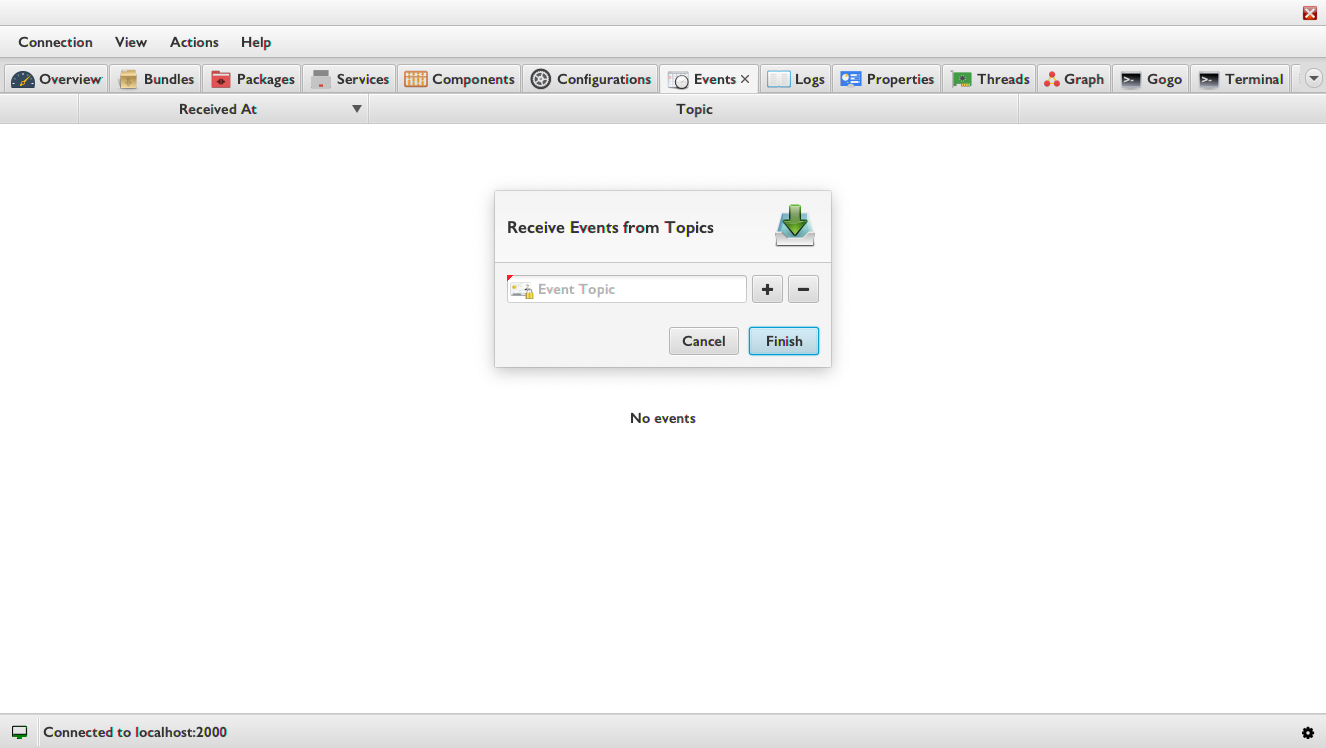 Connection View Actions Help
Overview Bundles Packages Services Components Configurations Events Logs Properties Threads Graph Gogo Terminal
Received At Topic
Receive Events from Topics
Event Topic
Cancel Finish
No events
Connected to localhost:2000